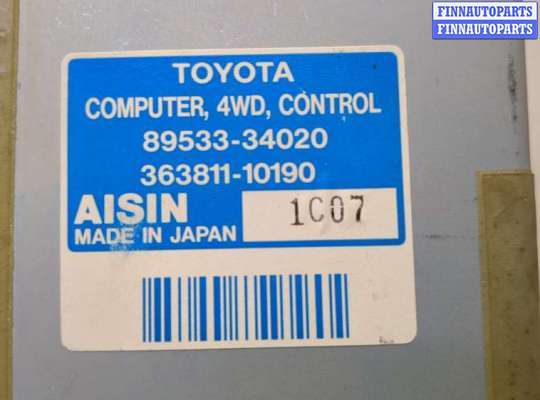 FINNAUTOPARTS
FINNAUTOPARTS
TOYOTA
COMPUTER, 4WD, CONTROL
89533-34020
363811-10190
AISIN 1C07
MADE IN JAPAN